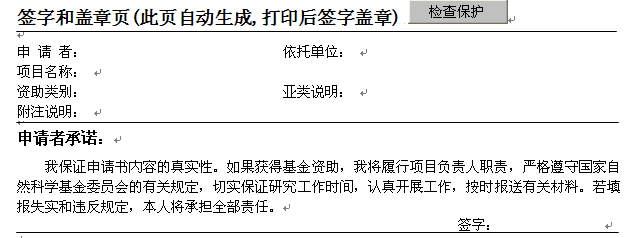 签字和盖章页(此页自动生成,打印后签字盖章) 检查保护
申 请 者： 依托单位：
项目名称：
资助类别： 亚类说明：
附注说明：
申请者承诺：
我保证申请书内容的真实性。如果获得基金资助，我将履行项目负责人职责，严格遵守国家自
然科学基金委员会的有关规定，切实保证研究工作时间，认真开展工作，按时报送有关材料。若填
报失实和违反规定，本人将承担全部责任。
签字：